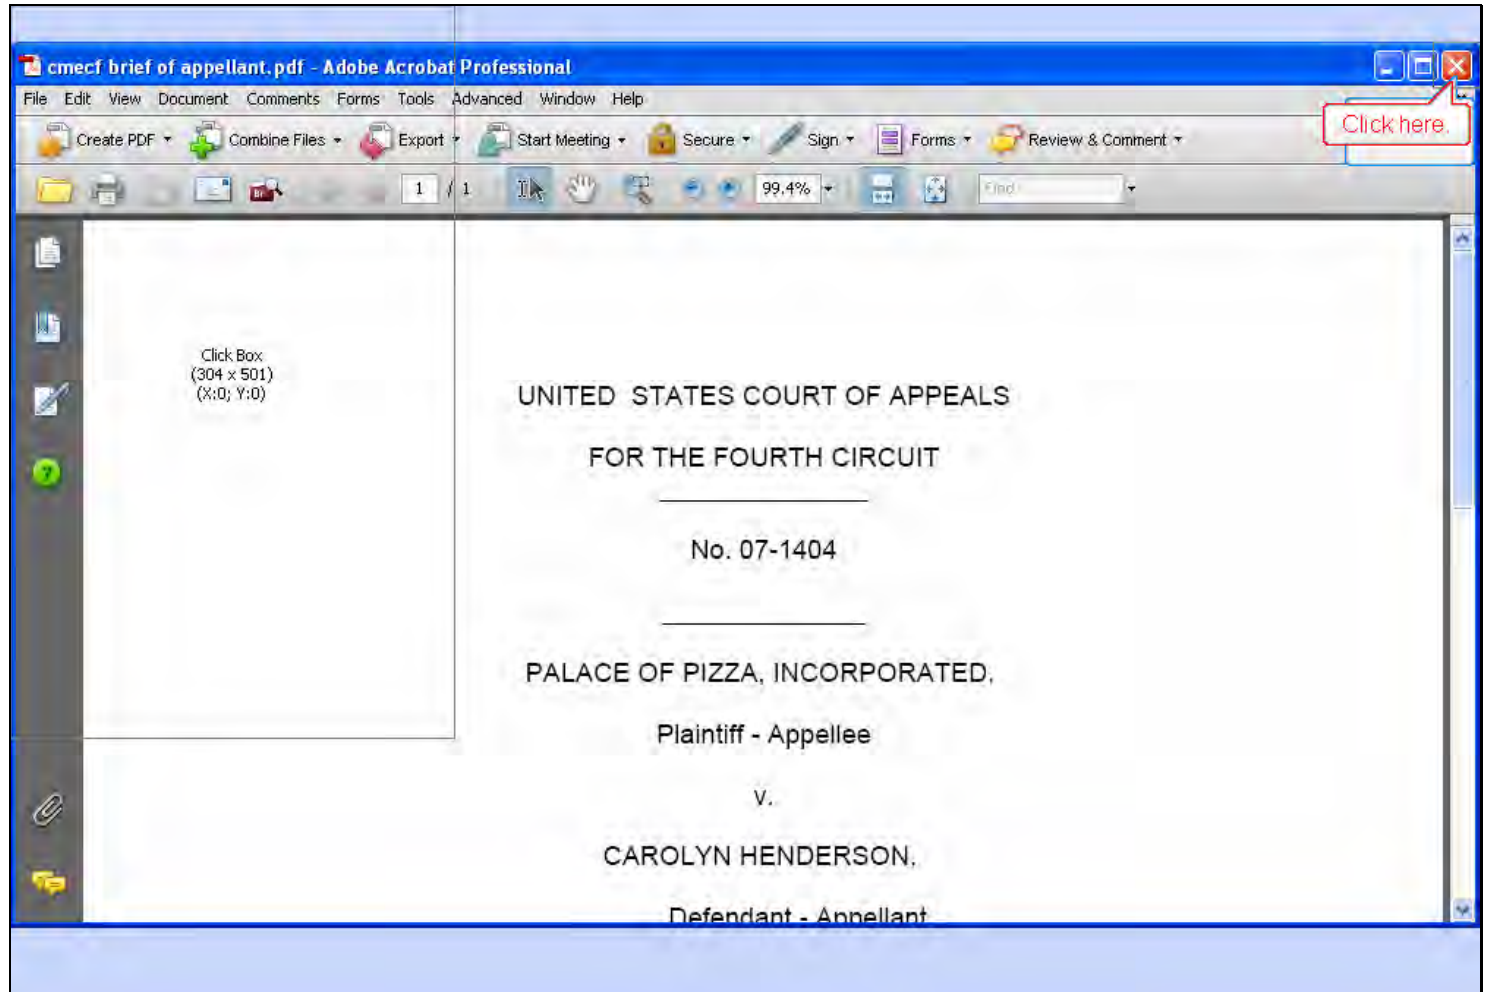 cmecf brief of appellant.pdf - Adobe Acrobat Professional
File Edit View Document Comments Forms Tools Advanced Window Help
Click here.
Create PDF Combine Files Export Start Meeting Secure Sign Forms Review & Comment
1 / 1 99.4% Find
Click Box
(304 x 501)
(X:0; Y:0)
UNITED STATES COURT OF APPEALS
FOR THE FOURTH CIRCUIT
No. 07-1404
PALACE OF PIZZA, INCORPORATED,
Plaintiff - Appellee
v.
CAROLYN HENDERSON,
Defendant - Appellant